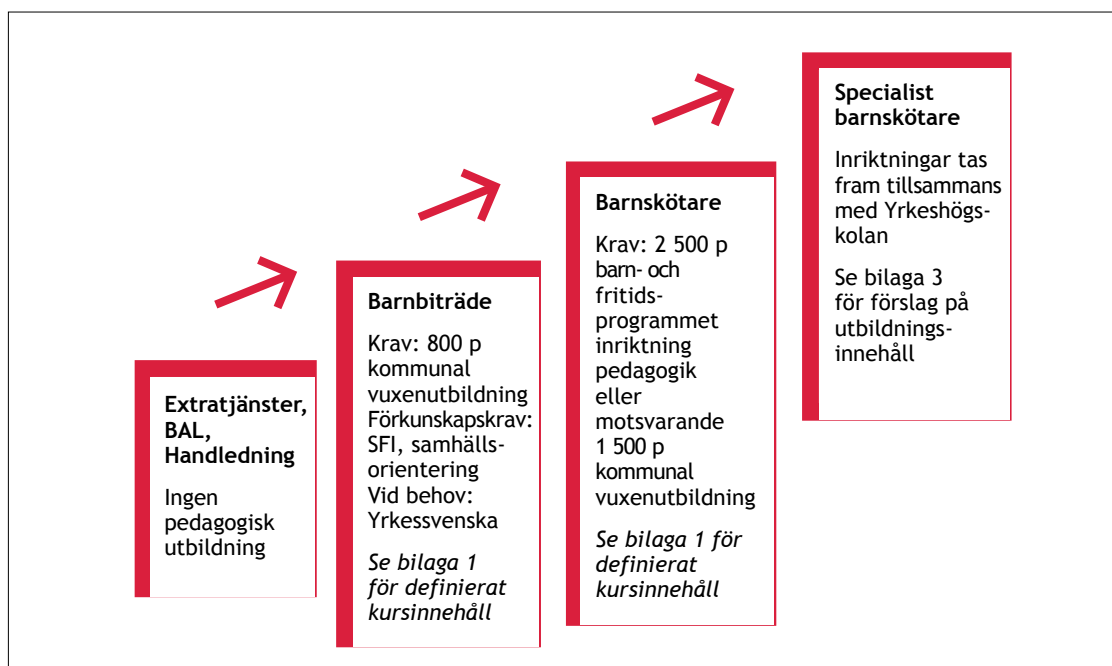 Extratjänster,
BAL,
Handledning
Ingen
pedagogisk
utbildning
Barnbiträde
Krav: 800 p
kommunal
vuxenutbildning
Förkunskapskrav:
SFI, samhälls-
orientering
Vid behov:
Yrkessvenska
Se bilaga 1
för definierat
kursinnehåll
Barnskötare
Krav: 2 500 p
barn- och
fritids-
programmet
inriktning
pedagogik
eller
motsvarande
1 500 p
kommunal
vuxenutbildning
Se bilaga 1 för
definierat
kursinnehåll
Specialist
barnskötare
Inriktningar tas
fram tillsammans
med Yrkeshögs-
kolan
Se bilaga 3
för förslag på
utbildnings-
innehåll